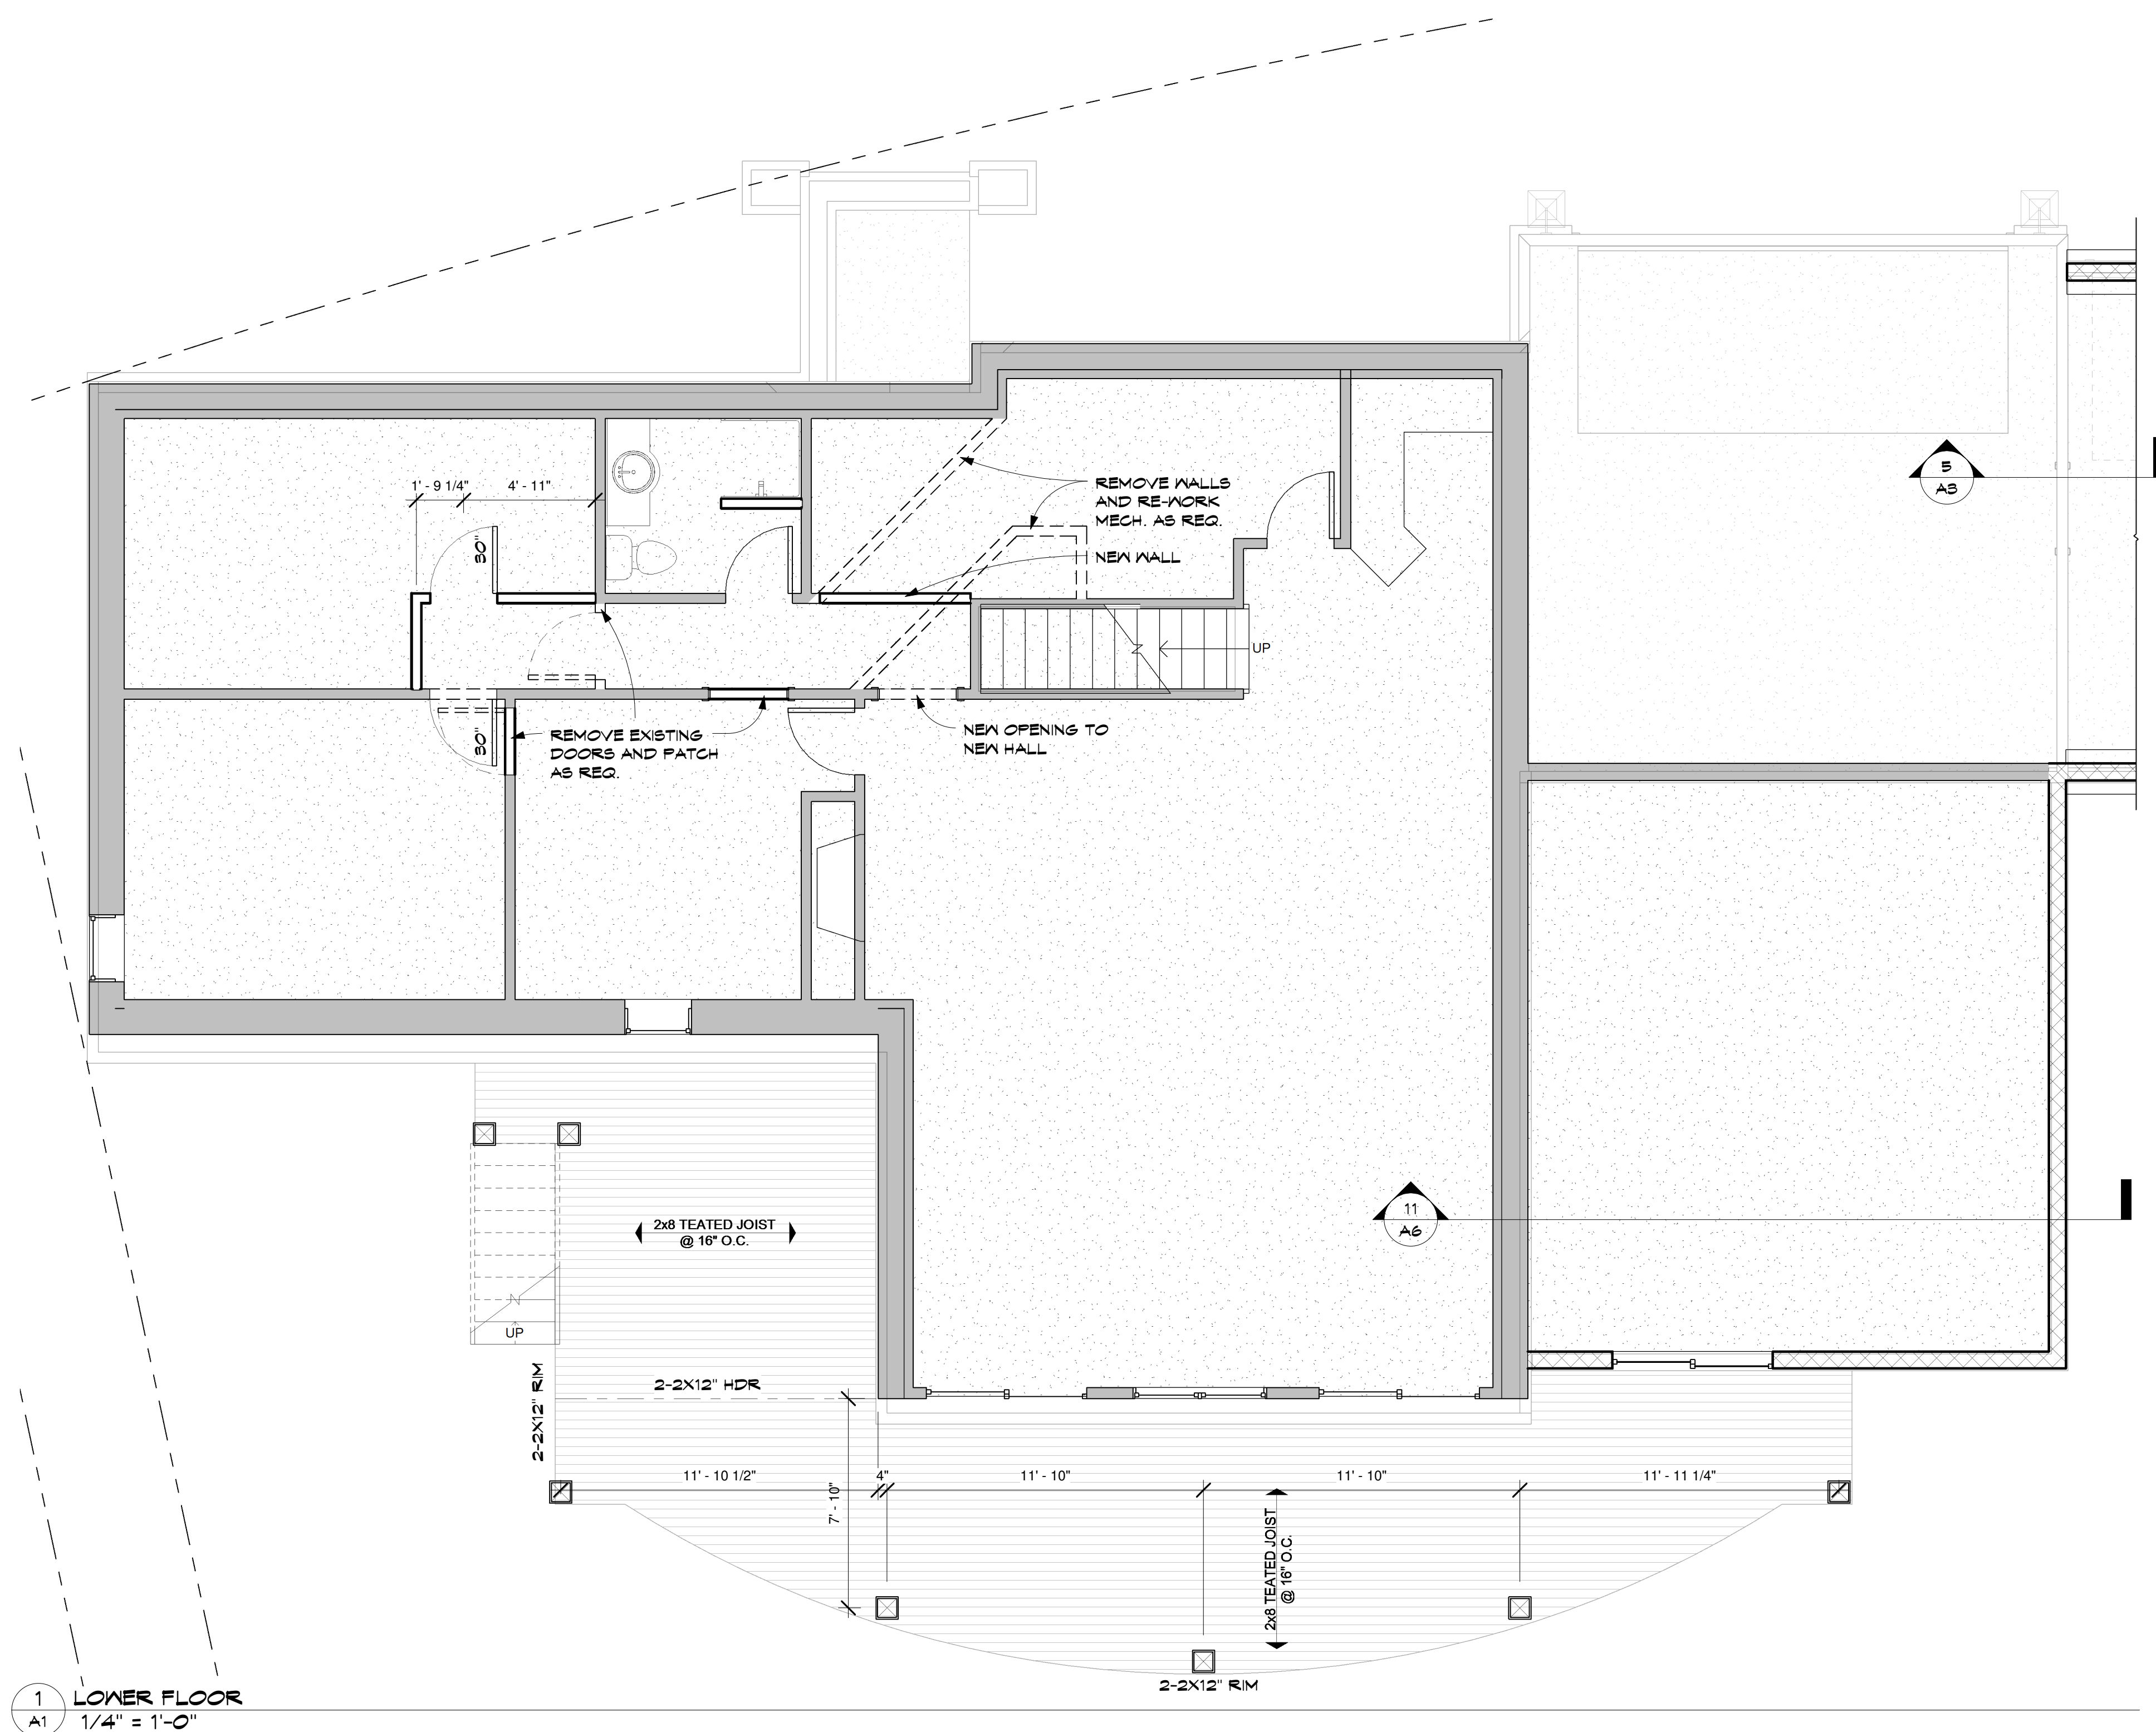 1' - 9 1/4"
4' - 11"
30"
REMOVE WALLS
AND RE-WORK
MECH. AS REQ.
NEW WALL
5
A3
UP
30"
REMOVE EXISTING
DOORS AND PATCH
AS REQ.
NEW OPENING TO
NEW HALL
11
A6
2x8 TEATED JOIST
@ 16" O.C.
UP
2-2X12" RIM
2-2X12" HDR
11' - 10 1/2"
4"
11' - 10"
11' - 10"
11' - 11 1/4"
7' - 10"
2x8 TEATED JOIST
@ 16" O.C.
2-2X12" RIM
1
A1
LOWER FLOOR
1/4" = 1'-0"